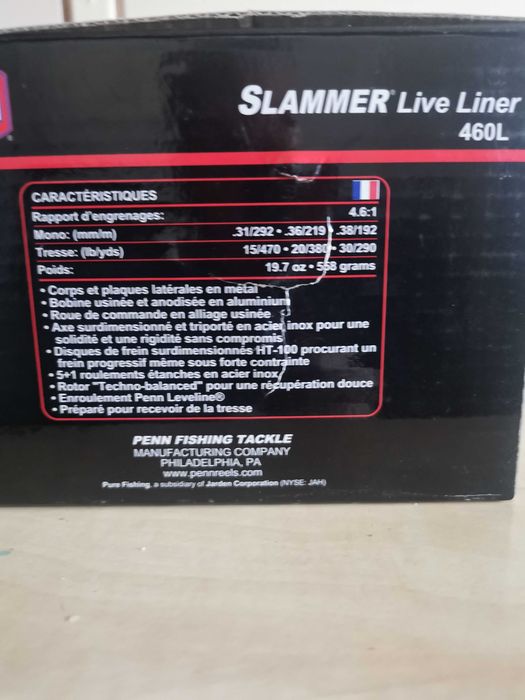 SLAMMER® Live Liner
460L
CARACTÉRISTIQUES
Rapport d'engrenages: 4.6:1
Mono: (mm/m) .31/292 • .36/219 • .38/192
Tresse: (lb/yds) 15/470 • 20/380 • 30/290
Poids: 19.7 oz • 558 grams
• Corps et plaques latérales en métal
• Bobine usinée et anodisée en aluminium
• Roue de commande en alliage usinée
• Axe surdimensionné et triporté en acier inox pour une
solidité et une rigidité sans compromis
• Disques de frein surdimensionnés HT-100 procurant un
frein progressif même sous forte contrainte
• 5+1 roulements étanches en acier inox
• Rotor "Techno-balanced" pour une récupération douce
• Enroulement Penn Leveline®
• Préparé pour recevoir de la tresse
PENN FISHING TACKLE
MANUFACTURING COMPANY
PHILADELPHIA, PA
www.pennreels.com
Pure Fishing, a subsidiary of Jarden Corporation (NYSE: JAH)